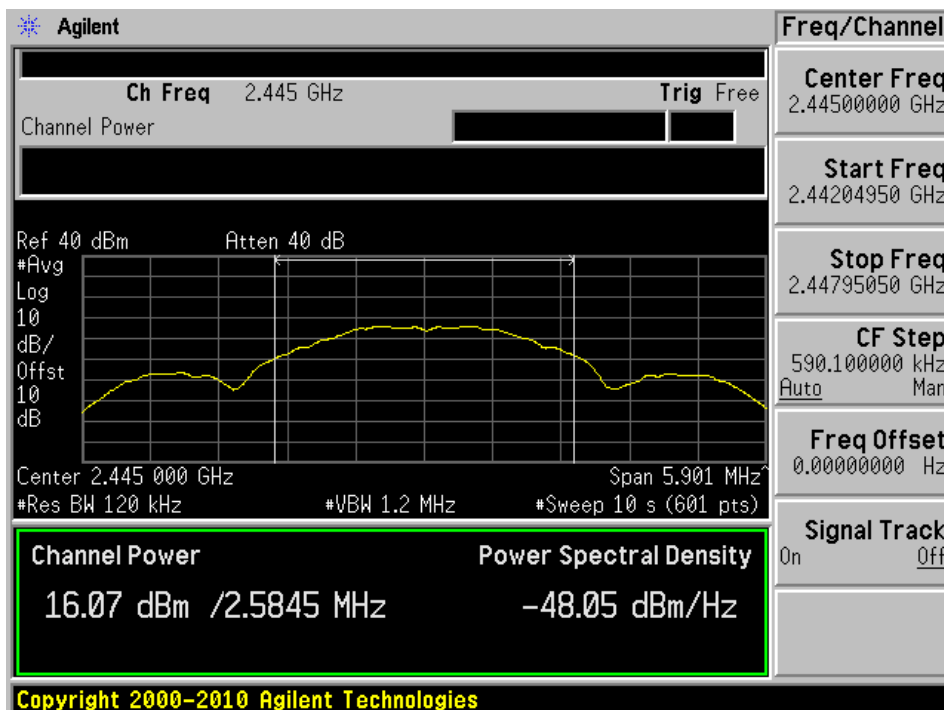 Agilent
Freq/Channel
Ch Freq 2.445 GHz Trig Free
Channel Power
Ref 40 dBm Atten 40 dB
#Avg
Log
10
dB/
Offst
10
dB
Center 2.445 000 GHz Span 5.901 MHz^
#Res BW 120 kHz #VBW 1.2 MHz #Sweep 10 s (601 pts)
Channel Power Power Spectral Density
16.07 dBm /2.5845 MHz -48.05 dBm/Hz
Copyright 2000-2010 Agilent Technologies
Center Freq
2.44500000 GHz
Start Freq
2.44204950 GHz
Stop Freq
2.44795050 GHz
CF Step
590.100000 kHz
Auto Man
Freq Offset
0.00000000 Hz
Signal Track
On Off